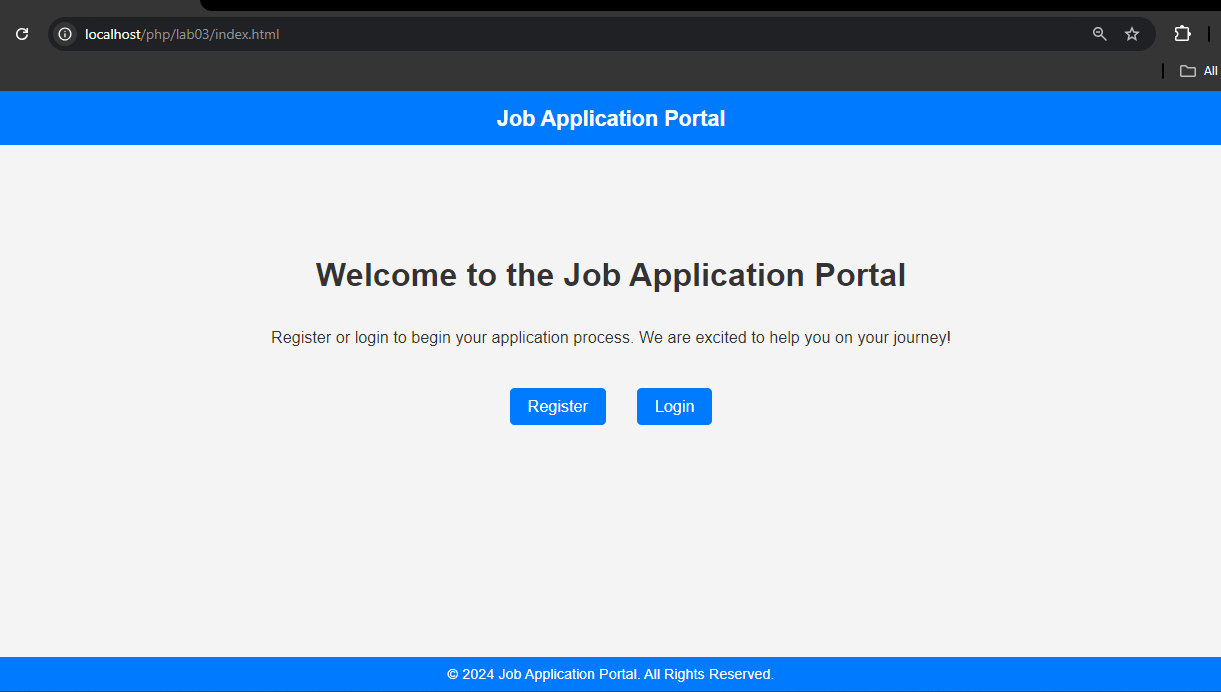 localhost/php/lab03/index.html
All
Job Application Portal
Welcome to the Job Application Portal
Register or login to begin your application process. We are excited to help you on your journey!
Register Login
© 2024 Job Application Portal. All Rights Reserved.